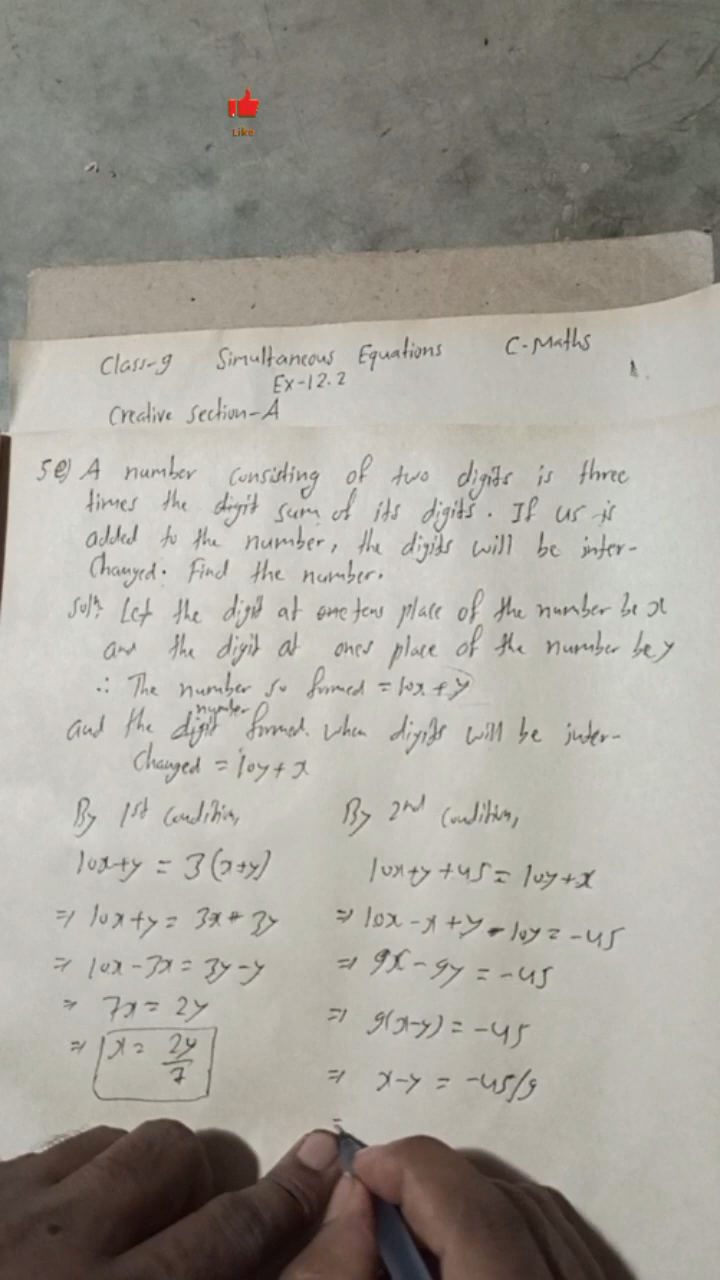 Like
Class-9 Simultaneous Equations C-Maths
Ex-12.2
Creative section-A
5e) A number consisting of two digits is three
times the digit sum of its digits. If 45 is
added to the number, the digits will be inter-
changed. Find the number.
Solⁿ: Let the digit at one tens place of the number be x
and the digit at ones place of the number be y
∴ The number so formed = 10x + y
number
and the digit formed when digits will be inter-
changed = 10y + x
By 1st condition, By 2nd condition,
10x+y = 3(x+y) 10x+y+45 = 10y+x
⇒ 10x+y = 3x+3y ⇒ 10x-x+y-10y = -45
⇒ 10x-3x = 3y-y ⇒ 9x-9y = -45
⇒ 7x = 2y ⇒ 9(x-y) = -45
⇒ x = 2y/7 ⇒ x-y = -45/9
=